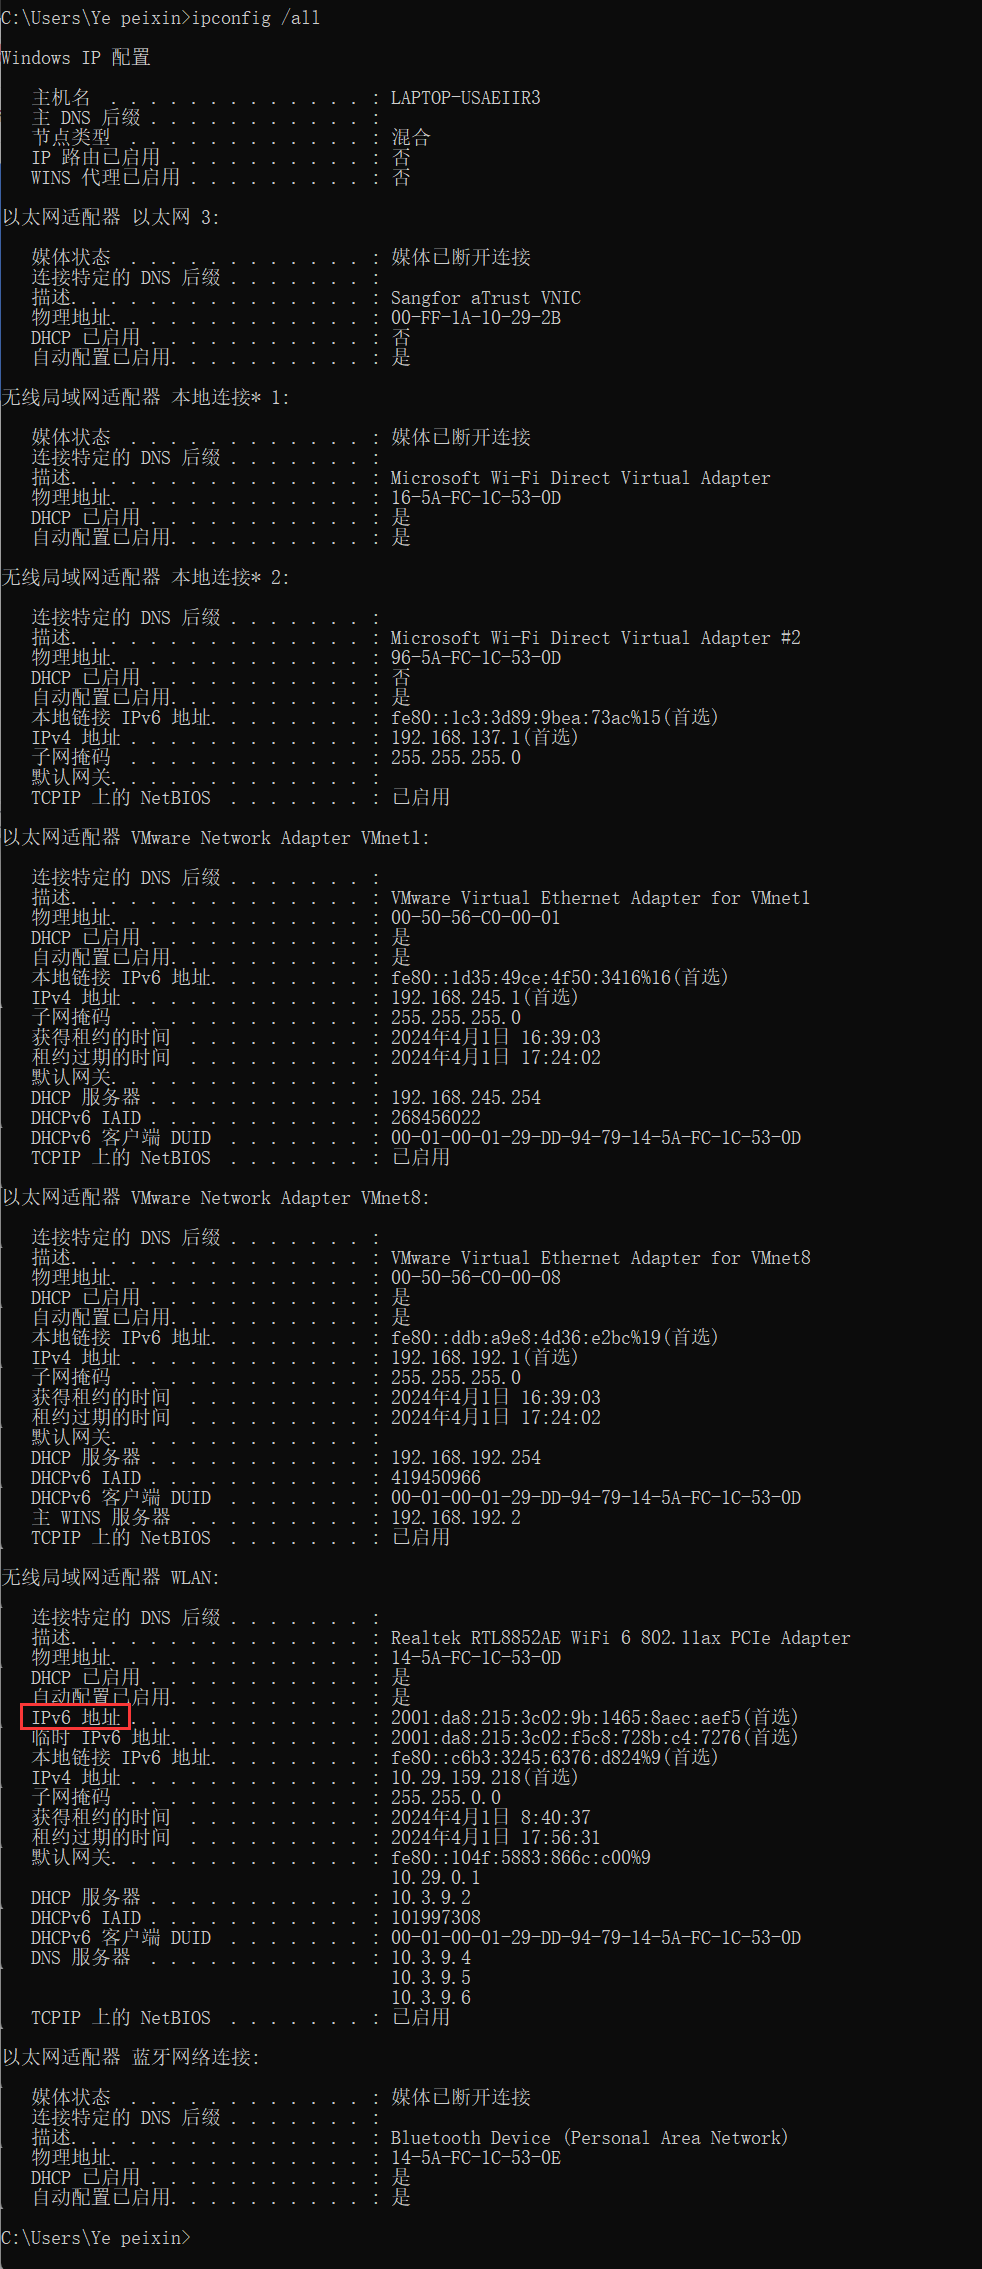 C:\Users\Ye peixin>ipconfig /all
Windows IP 配置
主机名 . . . . . . . . . . . . . : LAPTOP-USAEIIR3
主 DNS 后缀 . . . . . . . . . . . . :
节点类型 . . . . . . . . . . . . : 混合
IP 路由已启用 . . . . . . . . . . : 否
WINS 代理已启用 . . . . . . . . . : 否
以太网适配器 以太网 3:
媒体状态 . . . . . . . . . . . . : 媒体已断开连接
连接特定的 DNS 后缀 . . . . . . . :
描述. . . . . . . . . . . . . . . : Sangfor aTrust VNIC
物理地址. . . . . . . . . . . . . : 00-FF-1A-10-29-2B
DHCP 已启用 . . . . . . . . . . . : 否
自动配置已启用. . . . . . . . . . : 是
无线局域网适配器 本地连接* 1:
媒体状态 . . . . . . . . . . . . : 媒体已断开连接
连接特定的 DNS 后缀 . . . . . . . :
描述. . . . . . . . . . . . . . . : Microsoft Wi-Fi Direct Virtual Adapter
物理地址. . . . . . . . . . . . . : 16-5A-FC-1C-53-0D
DHCP 已启用 . . . . . . . . . . . : 是
自动配置已启用. . . . . . . . . . : 是
无线局域网适配器 本地连接* 2:
连接特定的 DNS 后缀 . . . . . . . :
描述. . . . . . . . . . . . . . . : Microsoft Wi-Fi Direct Virtual Adapter #2
物理地址. . . . . . . . . . . . . : 96-5A-FC-1C-53-0D
DHCP 已启用 . . . . . . . . . . . : 否
自动配置已启用. . . . . . . . . . : 是
本地链接 IPv6 地址. . . . . . . . : fe80::1c3:3d89:9bea:73ac%15(首选)
IPv4 地址 . . . . . . . . . . . . : 192.168.137.1(首选)
子网掩码 . . . . . . . . . . . . : 255.255.255.0
默认网关. . . . . . . . . . . . . :
TCPIP 上的 NetBIOS . . . . . . . : 已启用
以太网适配器 VMware Network Adapter VMnet1:
连接特定的 DNS 后缀 . . . . . . . :
描述. . . . . . . . . . . . . . . : VMware Virtual Ethernet Adapter for VMnet1
物理地址. . . . . . . . . . . . . : 00-50-56-C0-00-01
DHCP 已启用 . . . . . . . . . . . : 是
自动配置已启用. . . . . . . . . . : 是
本地链接 IPv6 地址. . . . . . . . : fe80::1d35:49ce:4f50:3416%16(首选)
IPv4 地址 . . . . . . . . . . . . : 192.168.245.1(首选)
子网掩码 . . . . . . . . . . . . : 255.255.255.0
获得租约的时间 . . . . . . . . . : 2024年4月1日 16:39:03
租约过期的时间 . . . . . . . . . : 2024年4月1日 17:24:02
默认网关. . . . . . . . . . . . . :
DHCP 服务器 . . . . . . . . . . . : 192.168.245.254
DHCPv6 IAID . . . . . . . . . . . : 268456022
DHCPv6 客户端 DUID . . . . . . . : 00-01-00-01-29-DD-94-79-14-5A-FC-1C-53-0D
TCPIP 上的 NetBIOS . . . . . . . : 已启用
以太网适配器 VMware Network Adapter VMnet8:
连接特定的 DNS 后缀 . . . . . . . :
描述. . . . . . . . . . . . . . . : VMware Virtual Ethernet Adapter for VMnet8
物理地址. . . . . . . . . . . . . : 00-50-56-C0-00-08
DHCP 已启用 . . . . . . . . . . . : 是
自动配置已启用. . . . . . . . . . : 是
本地链接 IPv6 地址. . . . . . . . : fe80::ddb:a9e8:4d36:e2bc%19(首选)
IPv4 地址 . . . . . . . . . . . . : 192.168.192.1(首选)
子网掩码 . . . . . . . . . . . . : 255.255.255.0
获得租约的时间 . . . . . . . . . : 2024年4月1日 16:39:03
租约过期的时间 . . . . . . . . . : 2024年4月1日 17:24:02
默认网关. . . . . . . . . . . . . :
DHCP 服务器 . . . . . . . . . . . : 192.168.192.254
DHCPv6 IAID . . . . . . . . . . . : 419450966
DHCPv6 客户端 DUID . . . . . . . : 00-01-00-01-29-DD-94-79-14-5A-FC-1C-53-0D
主 WINS 服务器 . . . . . . . . . : 192.168.192.2
TCPIP 上的 NetBIOS . . . . . . . : 已启用
无线局域网适配器 WLAN:
连接特定的 DNS 后缀 . . . . . . . :
描述. . . . . . . . . . . . . . . : Realtek RTL8852AE WiFi 6 802.11ax PCIe Adapter
物理地址. . . . . . . . . . . . . : 14-5A-FC-1C-53-0D
DHCP 已启用 . . . . . . . . . . . : 是
自动配置已启用. . . . . . . . . . : 是
IPv6 地址 . . . . . . . . . . . . : 2001:da8:215:3c02:9b:1465:8aec:aef5(首选)
临时 IPv6 地址. . . . . . . . . . : 2001:da8:215:3c02:f5c8:728b:c4:7276(首选)
本地链接 IPv6 地址. . . . . . . . : fe80::c6b3:3245:6376:d824%9(首选)
IPv4 地址 . . . . . . . . . . . . : 10.29.159.218(首选)
子网掩码 . . . . . . . . . . . . : 255.255.0.0
获得租约的时间 . . . . . . . . . : 2024年4月1日 8:40:37
租约过期的时间 . . . . . . . . . : 2024年4月1日 17:56:31
默认网关. . . . . . . . . . . . . : fe80::104f:5883:866c:c00%9
10.29.0.1
DHCP 服务器 . . . . . . . . . . . : 10.3.9.2
DHCPv6 IAID . . . . . . . . . . . : 101997308
DHCPv6 客户端 DUID . . . . . . . : 00-01-00-01-29-DD-94-79-14-5A-FC-1C-53-0D
DNS 服务器 . . . . . . . . . . . : 10.3.9.4
10.3.9.5
10.3.9.6
TCPIP 上的 NetBIOS . . . . . . . : 已启用
以太网适配器 蓝牙网络连接:
媒体状态 . . . . . . . . . . . . : 媒体已断开连接
连接特定的 DNS 后缀 . . . . . . . :
描述. . . . . . . . . . . . . . . : Bluetooth Device (Personal Area Network)
物理地址. . . . . . . . . . . . . : 14-5A-FC-1C-53-0E
DHCP 已启用 . . . . . . . . . . . : 是
自动配置已启用. . . . . . . . . . : 是
C:\Users\Ye peixin>